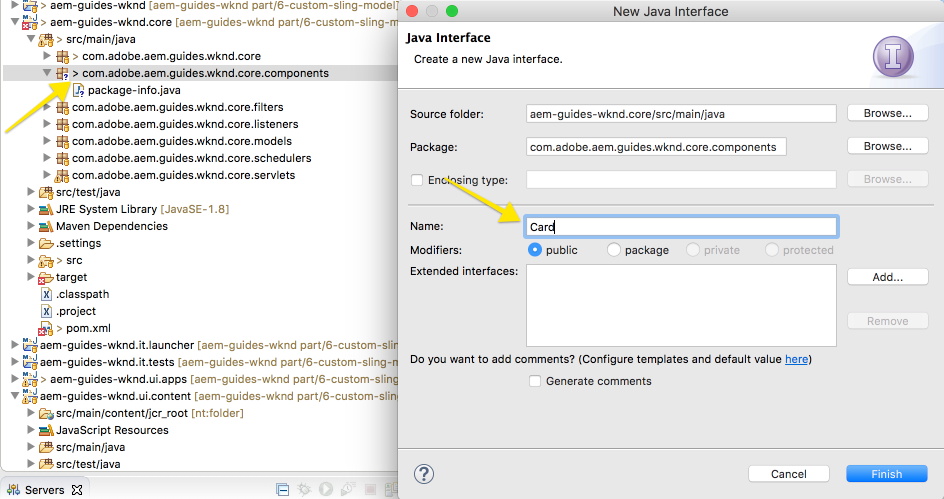 > aem-guides-wknd [aem-guides-wknd part/6-custom-sling-model]
> aem-guides-wknd.core [aem-guides-wknd part/6-custom-sling-m
> src/main/java
> com.adobe.aem.guides.wknd.core
> com.adobe.aem.guides.wknd.core.components
package-info.java
com.adobe.aem.guides.wknd.core.filters
com.adobe.aem.guides.wknd.core.listeners
com.adobe.aem.guides.wknd.core.models
com.adobe.aem.guides.wknd.core.schedulers
com.adobe.aem.guides.wknd.core.servlets
src/test/java
JRE System Library [JavaSE-1.8]
Maven Dependencies
.settings
> src
target
.classpath
.project
> pom.xml
aem-guides-wknd.it.launcher [aem-guides-wknd part/6-custom-s
aem-guides-wknd.it.tests [aem-guides-wknd part/6-custom-sling
> aem-guides-wknd.ui.apps [aem-guides-wknd part/6-custom-slin
aem-guides-wknd.ui.content [aem-guides-wknd part/6-custom-sl
> src/main/content/jcr_root [nt:folder]
JavaScript Resources
> src/main/java
> src/test/java
Servers
New Java Interface
Java Interface
Create a new Java interface.
Source folder: aem-guides-wknd.core/src/main/java Browse...
Package: com.adobe.aem.guides.wknd.core.components Browse...
Enclosing type: Browse...
Name: Card
Modifiers: public package private protected
Extended interfaces: Add...
Remove
Do you want to add comments? (Configure templates and default value here)
Generate comments
? Cancel Finish